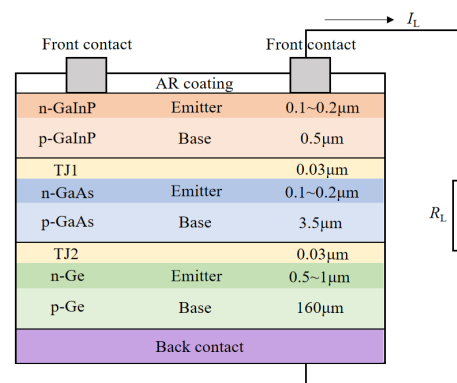 I_L
Front contact Front contact
AR coating
n-GaInP Emitter 0.1~0.2μm
p-GaInP Base 0.5μm
TJ1 0.03μm
n-GaAs Emitter 0.1~0.2μm
p-GaAs Base 3.5μm
R_L
TJ2 0.03μm
n-Ge Emitter 0.5~1μm
p-Ge Base 160μm
Back contact